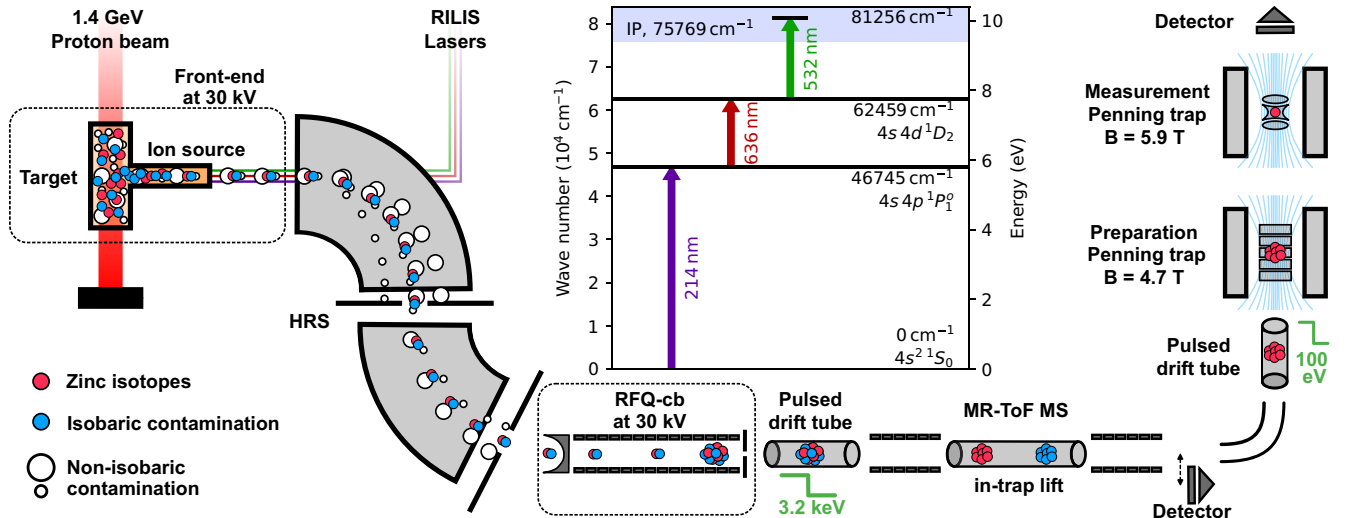 1.4 GeV
Proton beam
RILIS
Lasers
Front-end
at 30 kV
Ion source
Target
HRS
Zinc isotopes
Isobaric contamination
Non-isobaric
contamination
Wave number (10⁴ cm⁻¹)
8
7
6
5
4
3
2
1
0
IP, 75769 cm⁻¹
81256 cm⁻¹
532 nm
62459 cm⁻¹
4s 4d ¹D₂
636 nm
46745 cm⁻¹
4s 4p ¹P₁ᵒ
214 nm
0 cm⁻¹
4s² ¹S₀
10
8
6
4
2
0
Energy (eV)
RFQ-cb
at 30 kV
Pulsed
drift tube
3.2 keV
MR-ToF MS
in-trap lift
Detector
Detector
Measurement
Penning trap
B = 5.9 T
Preparation
Penning trap
B = 4.7 T
Pulsed
drift tube
100
eV